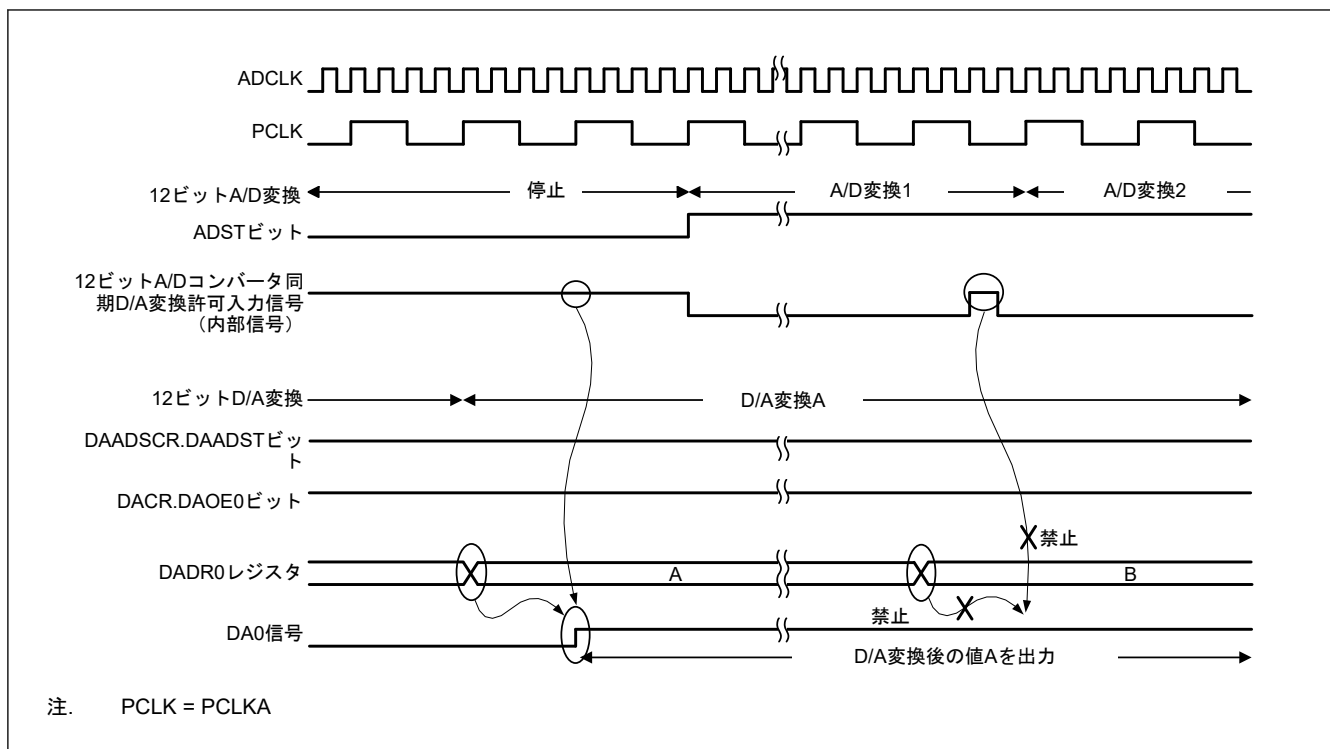 ADCLK
PCLK
12ビットA/D変換
停止
A/D変換1
A/D変換2
ADSTビット
12ビットA/Dコンバータ同
期D/A変換許可入力信号
（内部信号）
12ビットD/A変換
D/A変換A
DAADSCR.DAADSTビッ
ト
DACR.DAOE0ビット
禁止
DADR0レジスタ
A
B
禁止
DA0信号
D/A変換後の値Aを出力
注. PCLK = PCLKA